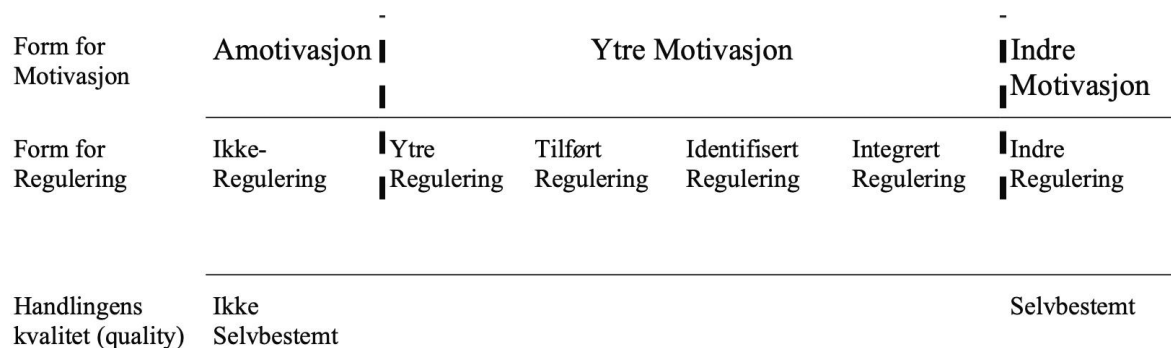 Form for
Motivasjon
Amotivasjon
Ytre Motivasjon
Indre
Motivasjon
Form for
Regulering
Ikke-
Regulering
Ytre
Regulering
Tilført
Regulering
Identifisert
Regulering
Integrert
Regulering
Indre
Regulering
Handlingens
kvalitet (quality)
Ikke
Selvbestemt
Selvbestemt